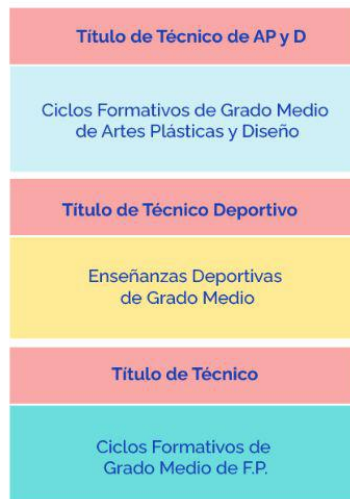 Título de Técnico de AP y D
Ciclos Formativos de Grado Medio
de Artes Plásticas y Diseño
Título de Técnico Deportivo
Enseñanzas Deportivas
de Grado Medio
Título de Técnico
Ciclos Formativos de
Grado Medio de F.P.